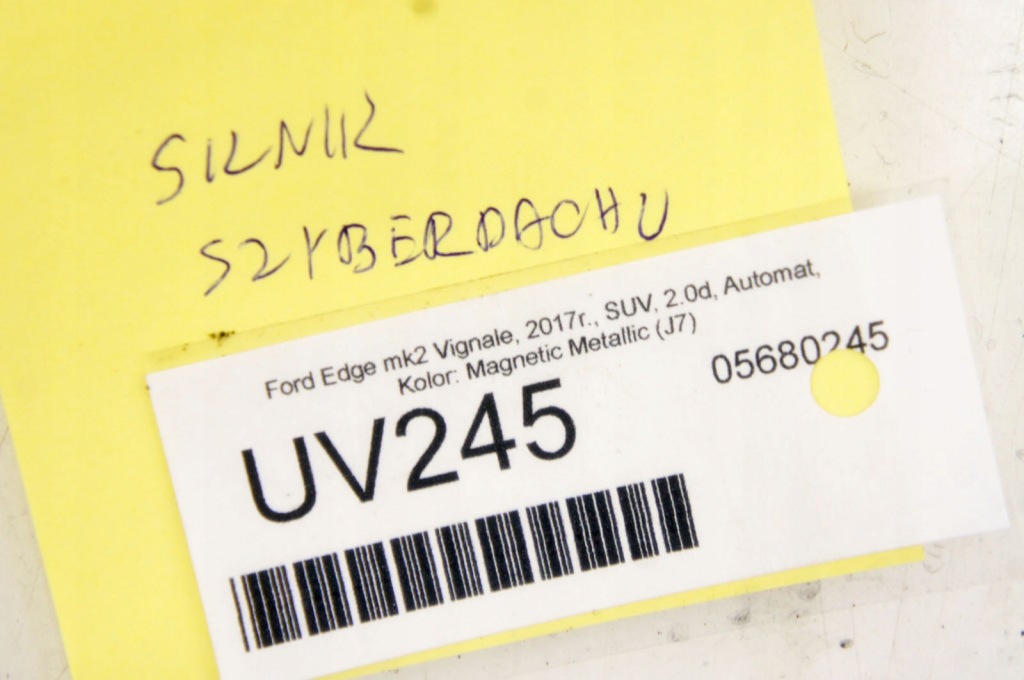 SILNIK
SZYBERDACHU
Ford Edge mk2 Vignale, 2017r., SUV, 2.0d, Automat,
Kolor: Magnetic Metallic (J7)
05680245
UV245